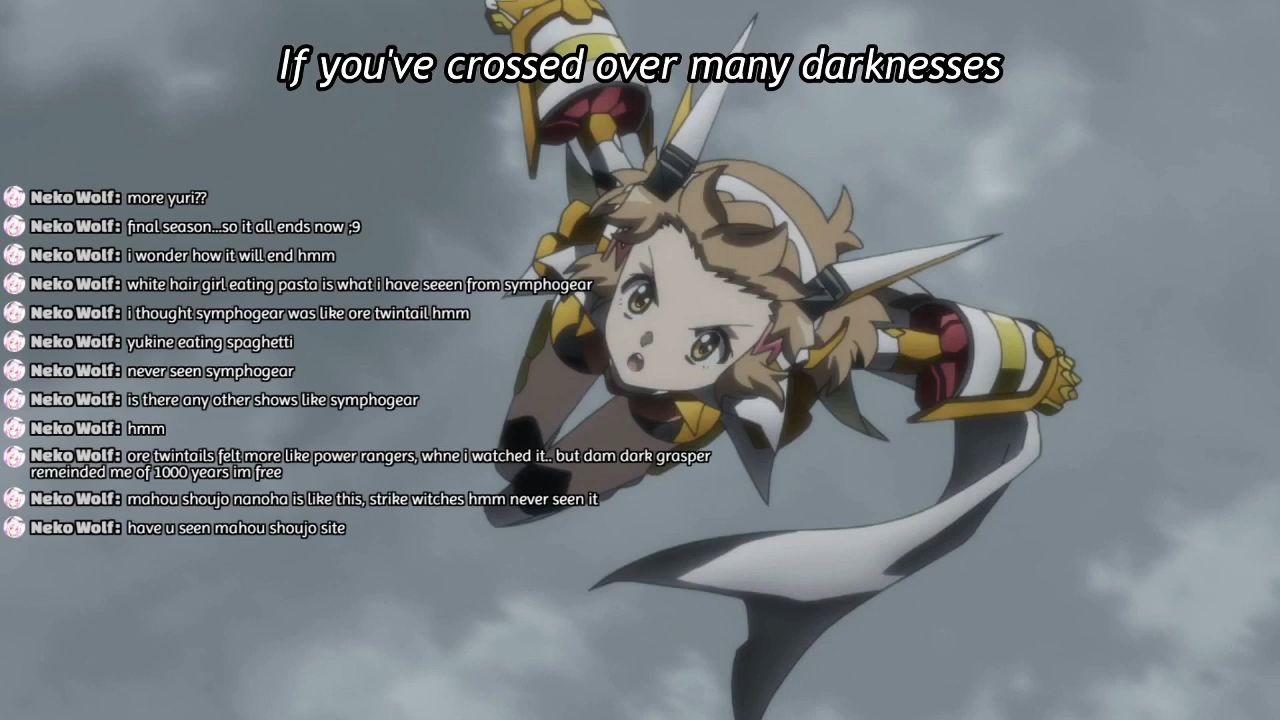 If you've crossed over many darknesses
Neko Wolf: more yuri??
Neko Wolf: final season...so it all ends now ;9
Neko Wolf: i wonder how it will end hmm
Neko Wolf: white hair girl eating pasta is what i have seeen from symphogear
Neko Wolf: i thought symphogear was like ore twintail hmm
Neko Wolf: yukine eating spaghetti
Neko Wolf: never seen symphogear
Neko Wolf: is there any other shows like symphogear
Neko Wolf: hmm
Neko Wolf: ore twintails felt more like power rangers, whne i watched it.. but dam dark grasper
remeinded me of 1000 years im free
Neko Wolf: mahou shoujo nanoha is like this, strike witches hmm never seen it
Neko Wolf: have u seen mahou shoujo site